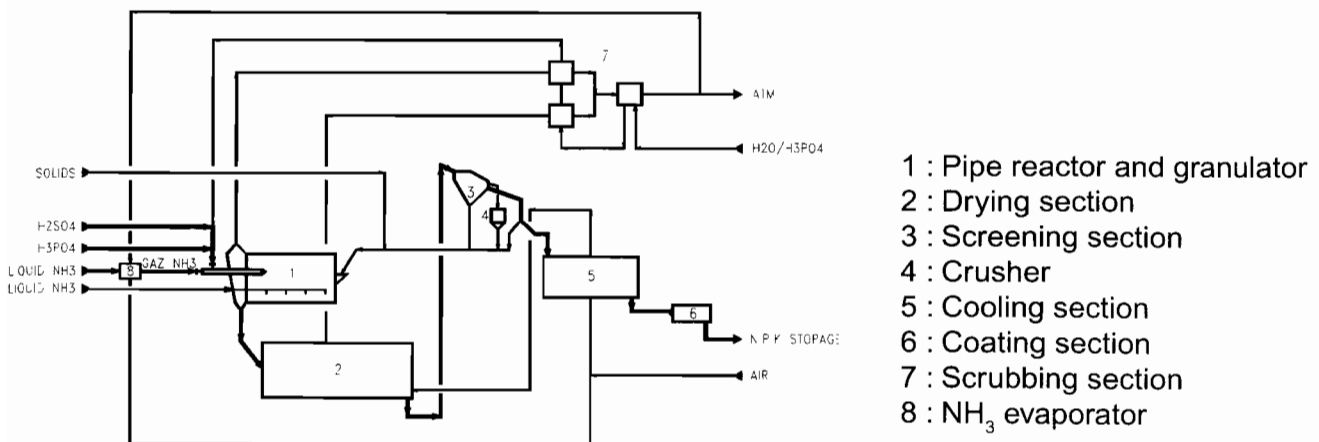 7
ATM
H2O/H3PO4
SOLIDS
3
H2SO4
4
H3PO4
GAZ NH3
LIQUID NH3
8
1
5
LIQUID NH3
6
N P K STOPAGE
2
AIR
1 : Pipe reactor and granulator
2 : Drying section
3 : Screening section
4 : Crusher
5 : Cooling section
6 : Coating section
7 : Scrubbing section
8 : NH₃ evaporator